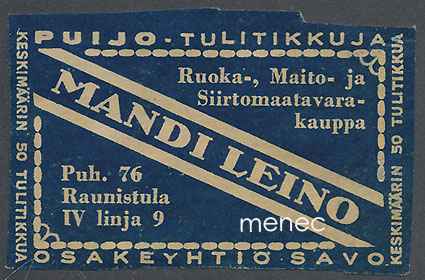 PUIJO-TULITIKKUJA
KESKIMÄÄRIN 50 TULITIKKUA
Ruoka-, Maito- ja
Siirtomaatavara-
kauppa
MANDI LEINO
Puh. 76
Raunistula
IV linja 9
menec
KESKIMÄÄRIN 50 TULITIKKUA
OSAKEYHTIÖ SAVO